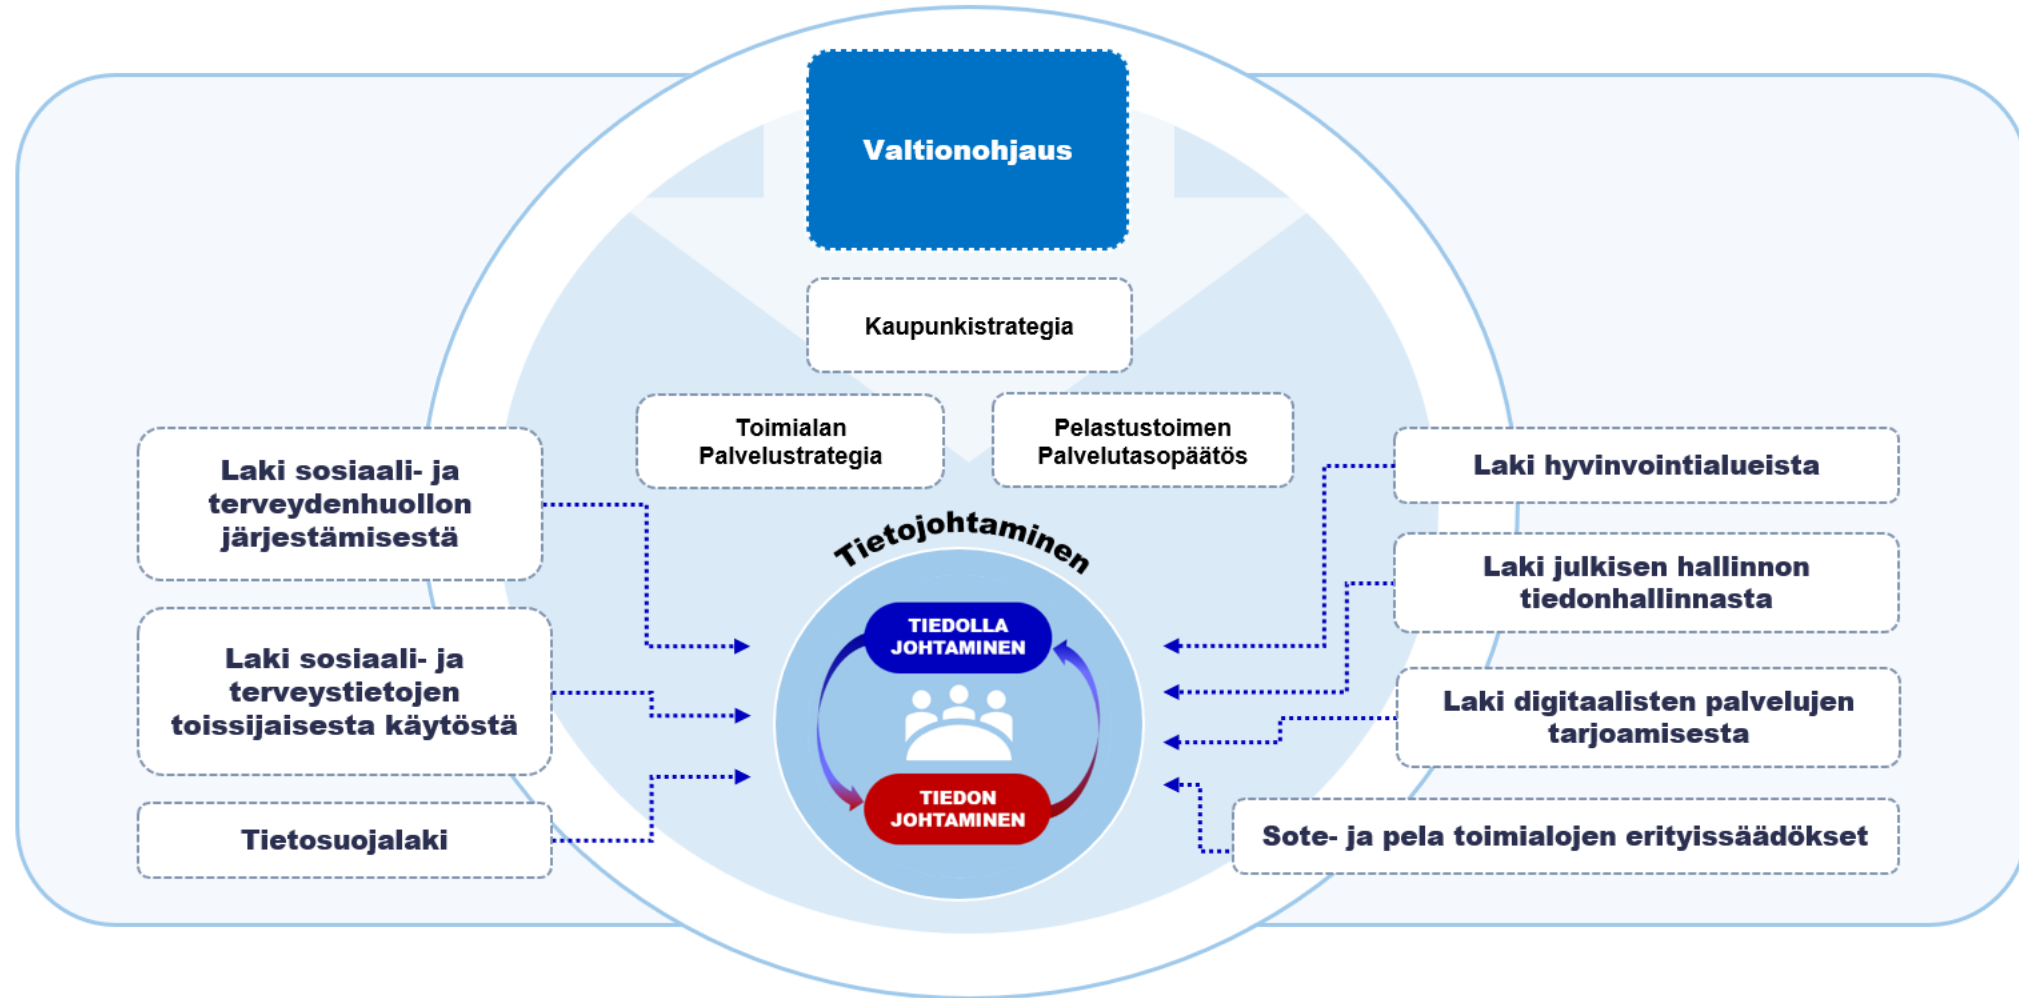 Valtionohjaus
Kaupunkistrategia
Toimialan
Palvelustrategia
Pelastustoimen
Palvelutasopäätös
Laki sosiaali- ja
terveydenhuollon
järjestämisestä
Laki sosiaali- ja
terveystietojen
toissijaisesta käytöstä
Tietosuojalaki
Tietojohtaminen
TIEDOLLA
JOHTAMINEN
TIEDON
JOHTAMINEN
Laki hyvinvointialueista
Laki julkisen hallinnon
tiedonhallinnasta
Laki digitaalisten palvelujen
tarjoamisesta
Sote- ja pela toimialojen erityissäädökset